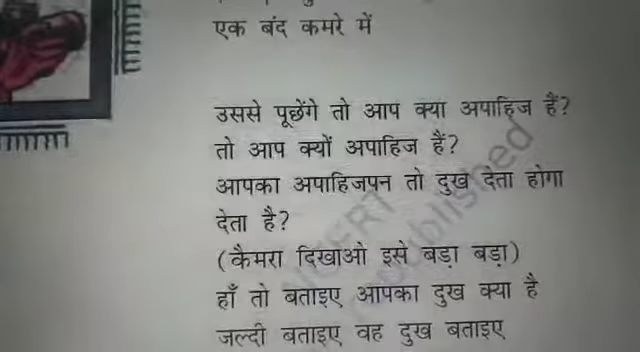 एक बंद कमरे में
उससे पूछेंगे तो आप क्या अपाहिज हैं?
तो आप क्यों अपाहिज हैं?
आपका अपाहिजपन तो दुख देता होगा
देता है?
(कैमरा दिखाओ इसे बड़ा बड़ा)
हाँ तो बताइए आपका दुख क्या है
जल्दी बताइए वह दुख बताइए